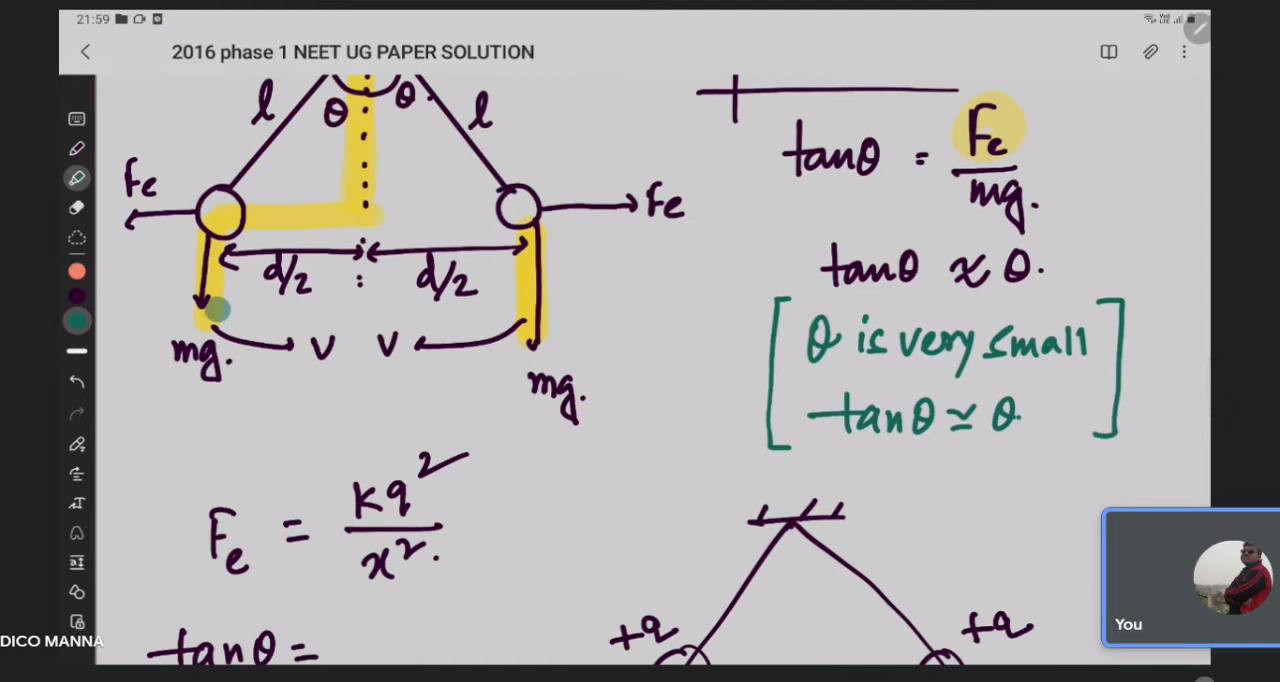 21:59
2016 phase 1 NEET UG PAPER SOLUTION
l θ θ. l
Fe Fe
d/2 d/2
mg. v v
mg.
tanθ = Fe/mg.
tanθ ≈ θ.
[ θ is very small
tanθ ≃ θ. ]
Fe = kq²/x².
+q +q
tanθ =
You
DICO MANNA